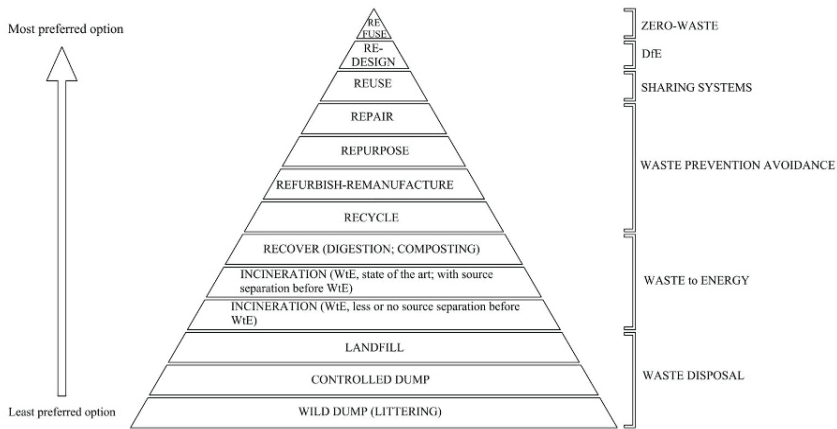 Most preferred option
RE
FUSE
ZERO-WASTE
RE-
DESIGN
DfE
REUSE
SHARING SYSTEMS
REPAIR
REPURPOSE
REFURBISH-REMANUFACTURE
RECYCLE
WASTE PREVENTION AVOIDANCE
RECOVER (DIGESTION; COMPOSTING)
INCINERATION (WtE, state of the art; with source
separation before WtE)
INCINERATION (WtE, less or no source separation before
WtE)
WASTE to ENERGY
LANDFILL
CONTROLLED DUMP
WILD DUMP (LITTERING)
WASTE DISPOSAL
Least preferred option